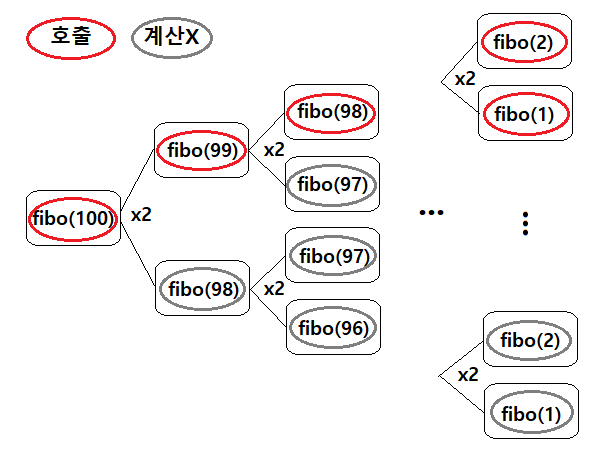 호출
계산X
fibo(100)
x2
fibo(99)
fibo(98)
x2
fibo(98)
fibo(97)
x2
fibo(97)
fibo(96)
...
⋮
x2
fibo(2)
fibo(1)
x2
fibo(2)
fibo(1)